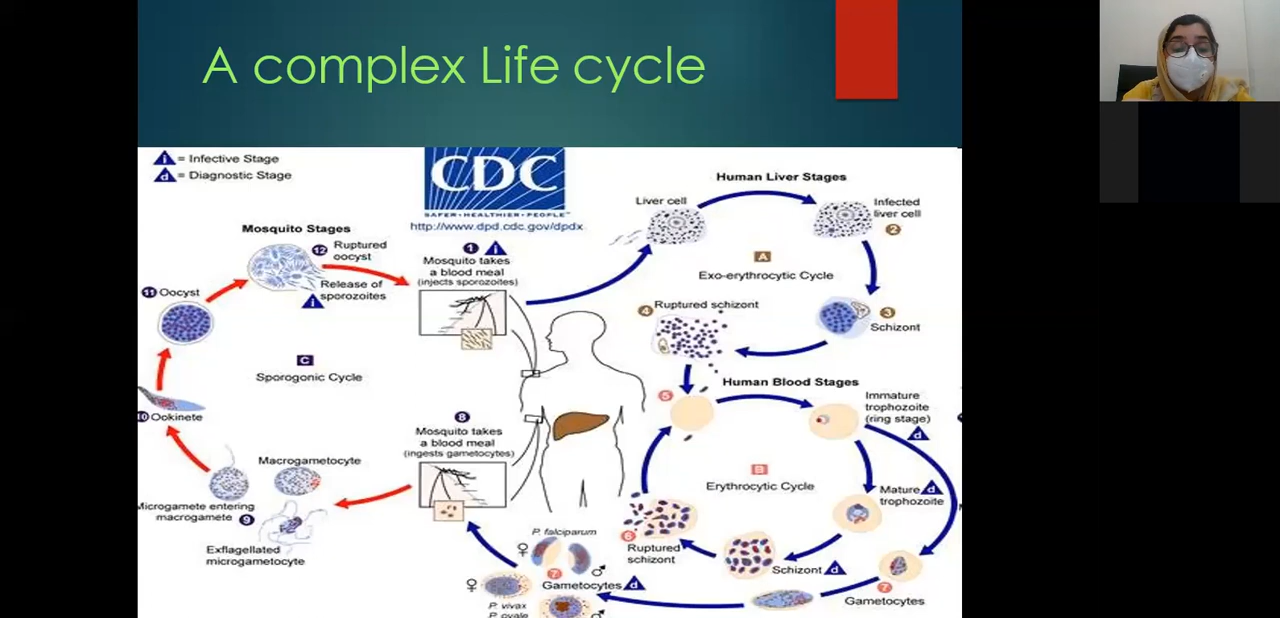 A complex Life cycle
i = Infective Stage
d = Diagnostic Stage
CDC
SAFER·HEALTHIER·PEOPLE™
http://www.dpd.cdc.gov/dpdx
Mosquito Stages
12 Ruptured
oocyst
i Release of
sporozoites
11 Oocyst
C
Sporogonic Cycle
10 Ookinete
Macrogametocyte
Microgamete entering
macrogamete 9
Exflagellated
microgametocyte
1 i
Mosquito takes
a blood meal
(injects sporozoites)
8
Mosquito takes
a blood meal
(ingests gametocytes)
Human Liver Stages
Liver cell
Infected
liver cell
2
A
Exo-erythrocytic Cycle
3
Schizont
4 Ruptured schizont
Human Blood Stages
5
Immature
trophozoite
(ring stage)
d
B
Erythrocytic Cycle
Mature d
trophozoite
6
Ruptured
schizont
Schizont d
7
Gametocytes
P. falciparum
♀
7
♂
Gametocytes d
♀
P. vivax
P. ovale
♂